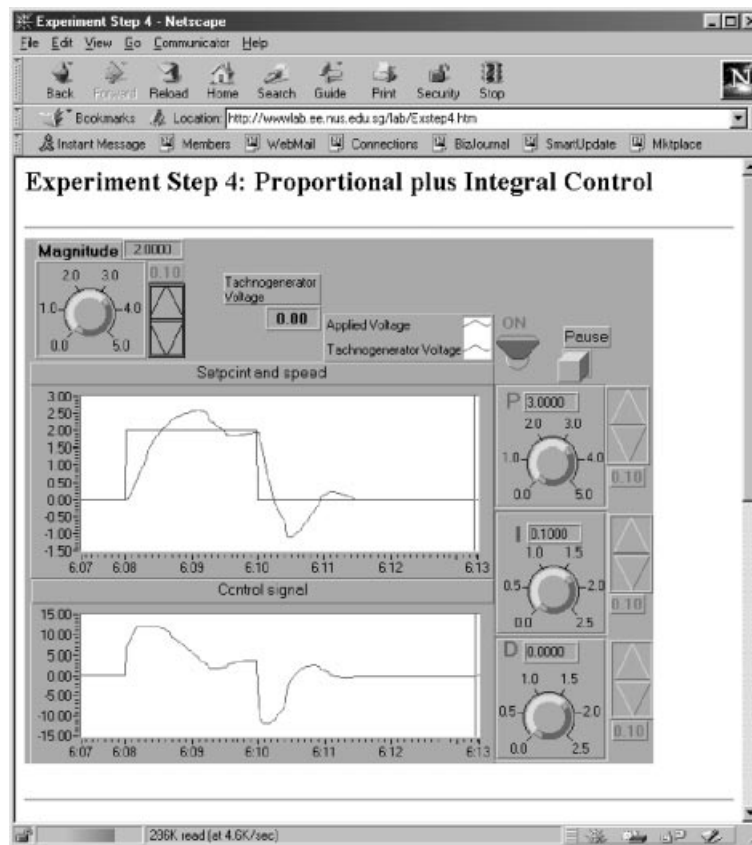 Experiment Step 4 - Netscape
File Edit View Go Communicator Help
Back Forward Reload Home Search Guide Print Security Stop
N
Bookmarks Location: http://wwwlab.ee.nus.edu.sg/lab/Exstep4.htm
Instant Message Members WebMail Connections BizJournal SmartUpdate Mktplace
Experiment Step 4: Proportional plus Integral Control
Magnitude 2.0000
2.0 3.0 0.10
1.0 4.0
0.0 5.0
Tachnogenerator
Voltage
0.00
Applied Voltage
Tachnogenerator Voltage
ON
Pause
Setpoint and speed
3.00
2.50
2.00
1.50
1.00
0.50
0.00
-0.50
-1.00
-1.50
6:07 6:08 6:09 6:10 6:11 6:12 6:13
P 3.0000
2.0 3.0
1.0 4.0
0.0 5.0
0.10
I 0.1000
1.0 1.5
0.5 2.0
0.0 2.5
0.10
Control signal
15.00
10.00
5.00
0.00
-5.00
-10.00
-15.00
6:07 6:08 6:09 6:10 6:11 6:12 6:13
D 0.0000
1.0 1.5
0.5 2.0
0.0 2.5
0.10
296K read (at 4.6K/sec)